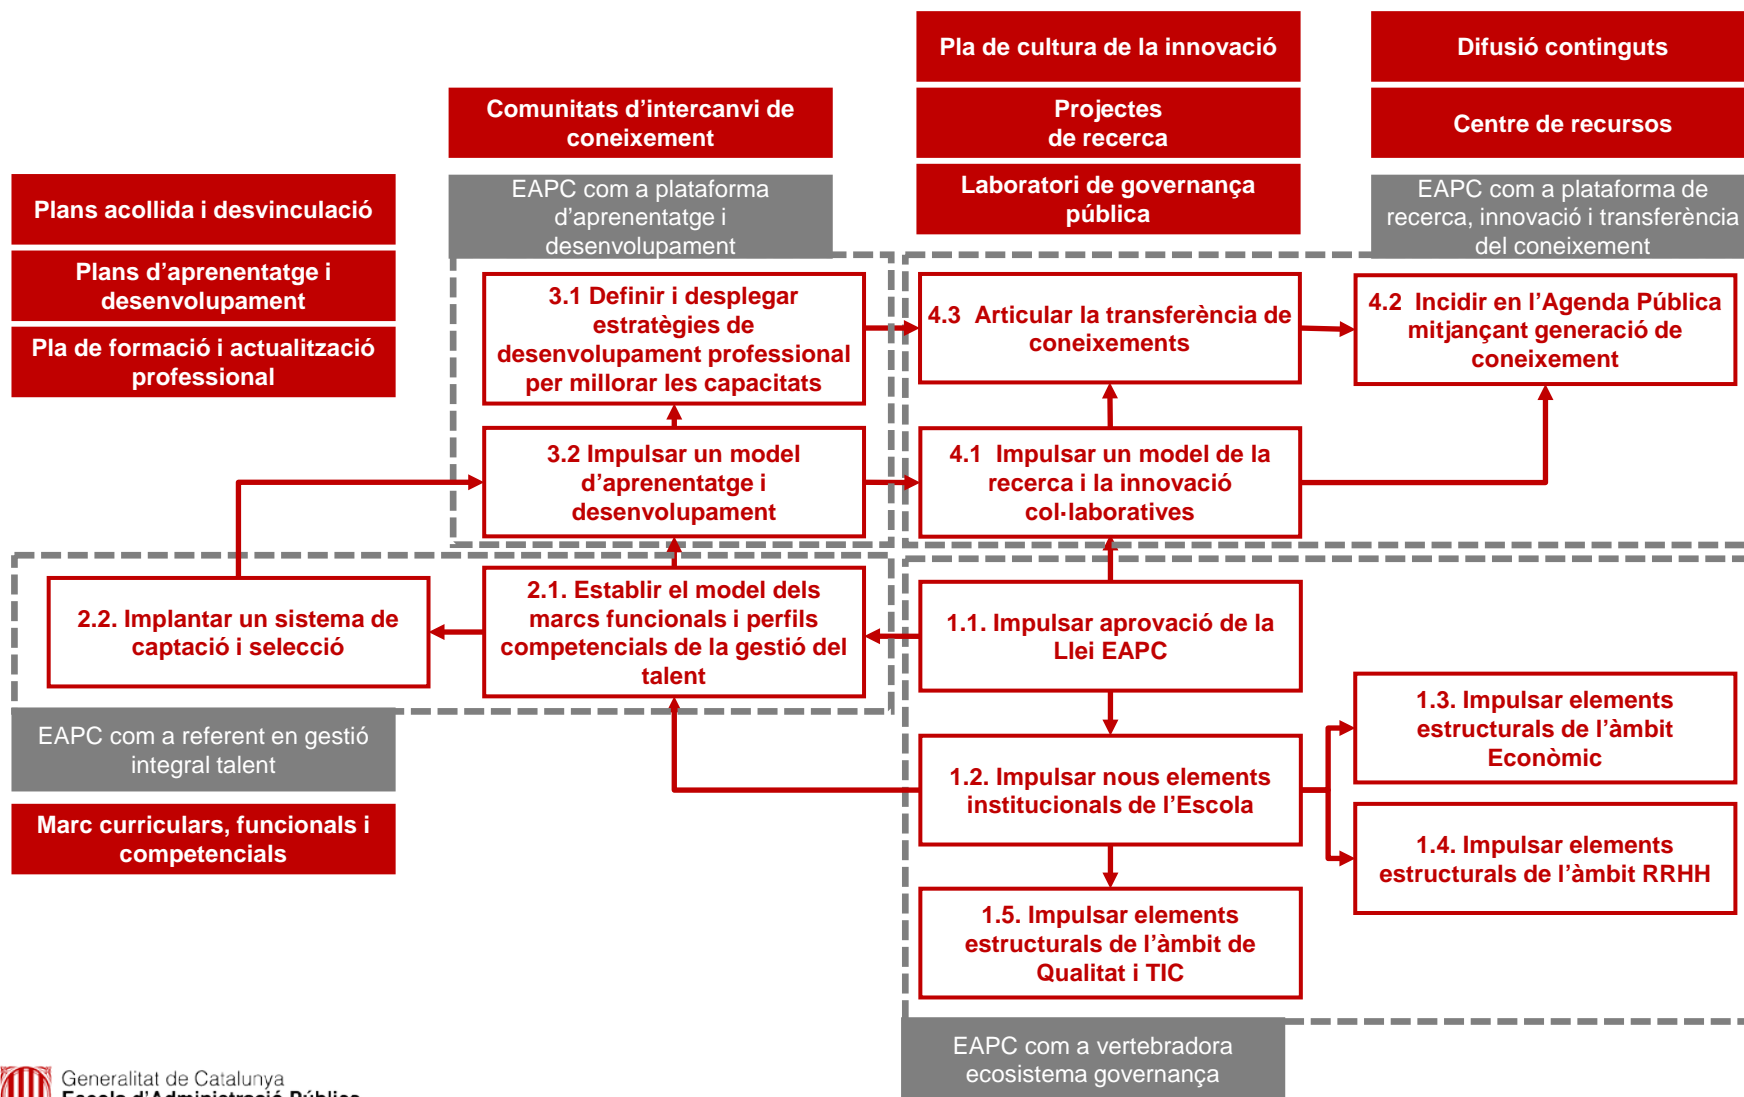 Pla de cultura de la innovació
Difusió continguts
Comunitats d'intercanvi de
coneixement
Projectes
de recerca
Centre de recursos
Plans acollida i desvinculació
EAPC com a plataforma
d'aprenentatge i
desenvolupament
Laboratori de governança
pública
EAPC com a plataforma de
recerca, innovació i transferència
del coneixement
Plans d'aprenentatge i
desenvolupament
Pla de formació i actualització
professional
3.1 Definir i desplegar
estratègies de
desenvolupament professional
per millorar les capacitats
4.3 Articular la transferència de
coneixements
4.2 Incidir en l'Agenda Pública
mitjançant generació de
coneixement
3.2 Impulsar un model
d'aprenentatge i
desenvolupament
4.1 Impulsar un model de la
recerca i la innovació
col·laboratives
2.2. Implantar un sistema de
captació i selecció
2.1. Establir el model dels
marcs funcionals i perfils
competencials de la gestió del
talent
1.1. Impulsar aprovació de la
Llei EAPC
EAPC com a referent en gestió
integral talent
1.2. Impulsar nous elements
institucionals de l'Escola
1.3. Impulsar elements
estructurals de l'àmbit
Econòmic
Marc curriculars, funcionals i
competencials
1.4. Impulsar elements
estructurals de l'àmbit RRHH
1.5. Impulsar elements
estructurals de l'àmbit de
Qualitat i TIC
EAPC com a vertebradora
ecosistema governança
Generalitat de Catalunya
Escola d'Administració Pública